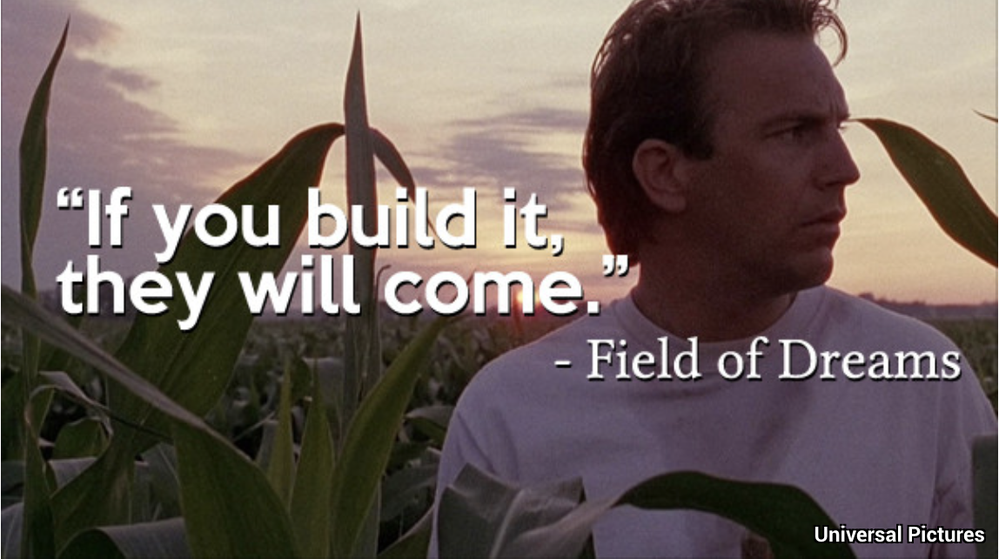 “If you build it,
they will come.”
- Field of Dreams
Universal Pictures